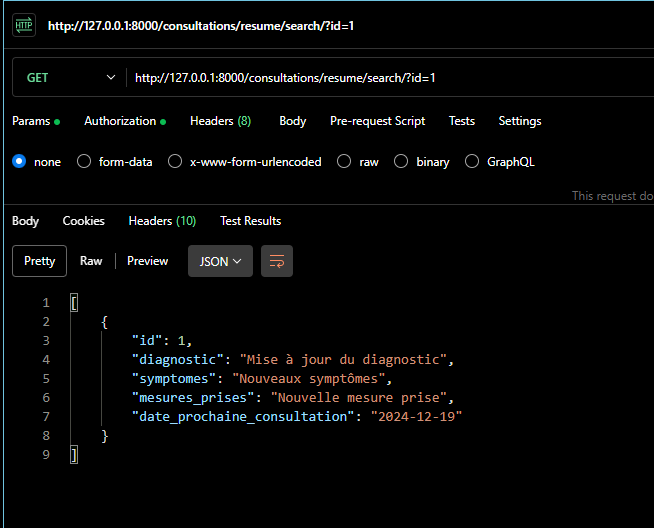 HTTP http://127.0.0.1:8000/consultations/resume/search/?id=1
GET http://127.0.0.1:8000/consultations/resume/search/?id=1
Params Authorization Headers (8) Body Pre-request Script Tests Settings
none form-data x-www-form-urlencoded raw binary GraphQL
This request do
Body Cookies Headers (10) Test Results
Pretty Raw Preview JSON
1 [
2 {
3 "id": 1,
4 "diagnostic": "Mise à jour du diagnostic",
5 "symptomes": "Nouveaux symptômes",
6 "mesures_prises": "Nouvelle mesure prise",
7 "date_prochaine_consultation": "2024-12-19"
8 }
9 ]